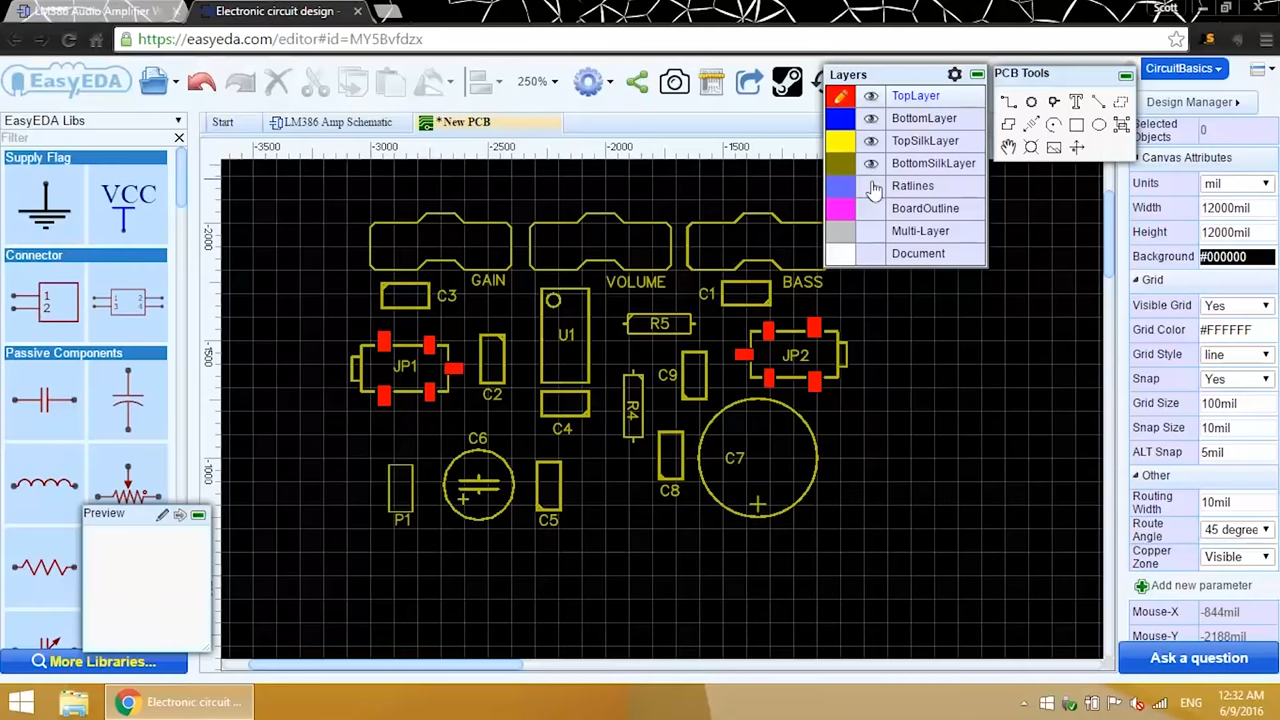 LM386 Audio Amplifier
Electronic circuit design -
Scott
https://easyeda.com/editor#id=MY5Bvfdzx
EasyEDA
250%
CircuitBasics
Layers
PCB Tools
TopLayer
BottomLayer
TopSilkLayer
BottomSilkLayer
Ratlines
BoardOutline
Multi-Layer
Document
Design Manager
EasyEDA Libs
Filter
Start
LM386 Amp Schematic
*New PCB
Selected Objects
0
Canvas Attributes
Units
mil
Width
12000mil
Height
12000mil
Background
#000000
Grid
Visible Grid
Yes
Grid Color
#FFFFFF
Grid Style
line
Snap
Yes
Grid Size
100mil
Snap Size
10mil
ALT Snap
5mil
Other
Routing Width
10mil
Route Angle
45 degree
Copper Zone
Visible
Add new parameter
Mouse-X
-844mil
Mouse-Y
-2188mil
Ask a question
Supply Flag
VCC
Connector
1
2
1
2
3
4
Passive Components
Preview
More Libraries...
-3500
-3000
-2500
-2000
-1500
-2000
-1500
-1000
GAIN
VOLUME
BASS
C3
C1
U1
R5
JP1
C2
C9
JP2
C4
R4
C6
C7
C8
P1
C5
Electronic circuit ...
ENG
12:32 AM
6/9/2016